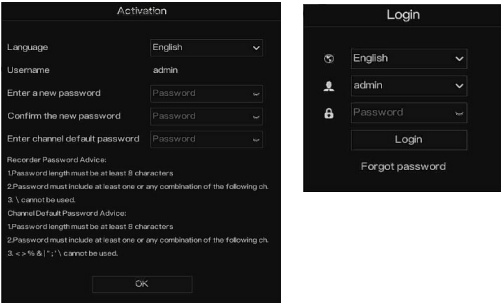 Activation
Language English
Username admin
Enter a new password Password
Confirm the new password Password
Enter channel default password Password
Recorder Password Advice:
1.Password length must be at least 8 characters
2.Password must include at least one or any combination of the following ch.
3. \ cannot be used.
Channel Default Password Advice:
1.Password length must be at least 8 characters
2.Password must include at least one or any combination of the following ch.
3. < > % & | " ; ' \ cannot be used.
OK
Login
English
admin
Password
Login
Forgot password